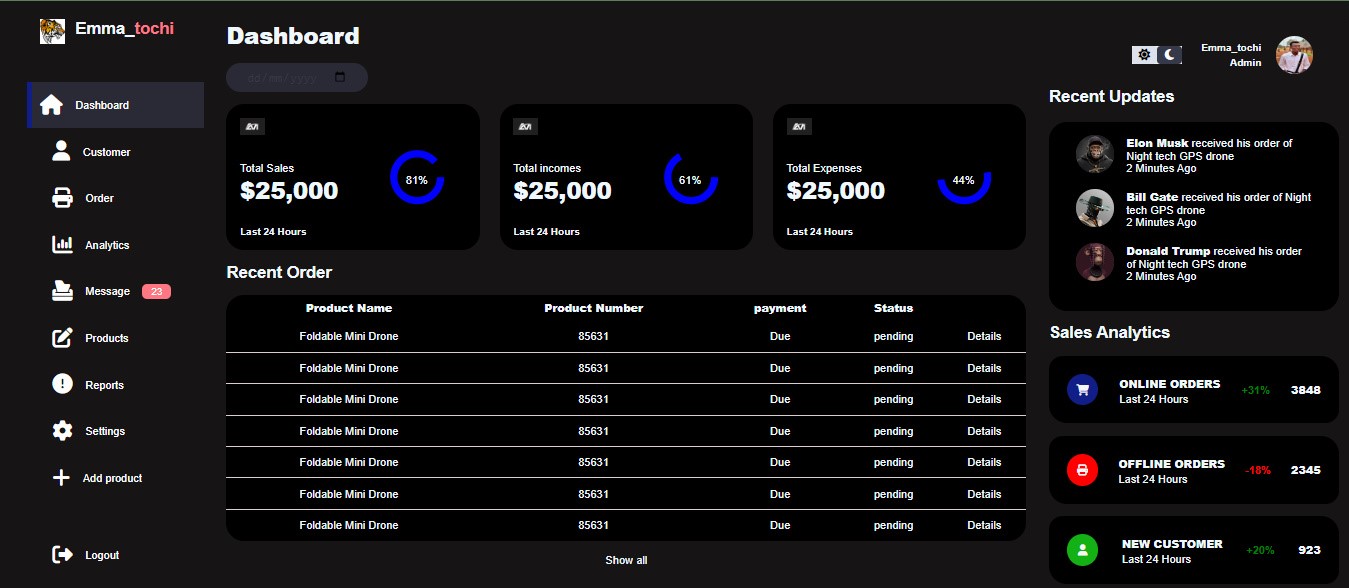 Emma_tochi
Dashboard
Customer
Order
Analytics
Message 23
Products
Reports
Settings
Add product
Logout
Dashboard
dd/mm/yyyy
Total Sales
$25,000
81%
Last 24 Hours
Total incomes
$25,000
61%
Last 24 Hours
Total Expenses
$25,000
44%
Last 24 Hours
Recent Order
Product Name Product Number payment Status
Foldable Mini Drone 85631 Due pending Details
Foldable Mini Drone 85631 Due pending Details
Foldable Mini Drone 85631 Due pending Details
Foldable Mini Drone 85631 Due pending Details
Foldable Mini Drone 85631 Due pending Details
Foldable Mini Drone 85631 Due pending Details
Foldable Mini Drone 85631 Due pending Details
Show all
Emma_tochi
Admin
Recent Updates
Elon Musk received his order of
Night tech GPS drone
2 Minutes Ago
Bill Gate received his order of Night
tech GPS drone
2 Minutes Ago
Donald Trump received his order
of Night tech GPS drone
2 Minutes Ago
Sales Analytics
ONLINE ORDERS
Last 24 Hours
+31% 3848
OFFLINE ORDERS
Last 24 Hours
-18% 2345
NEW CUSTOMER
Last 24 Hours
+20% 923